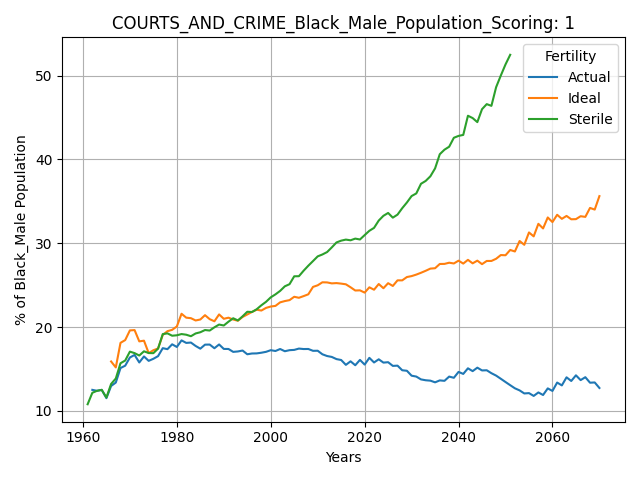 COURTS_AND_CRIME_Black_Male_Population_Scoring: 1
% of Black_Male Population
50
40
30
20
10
1960
1980
2000
2020
2040
2060
Years
Fertility
Actual
Ideal
Sterile